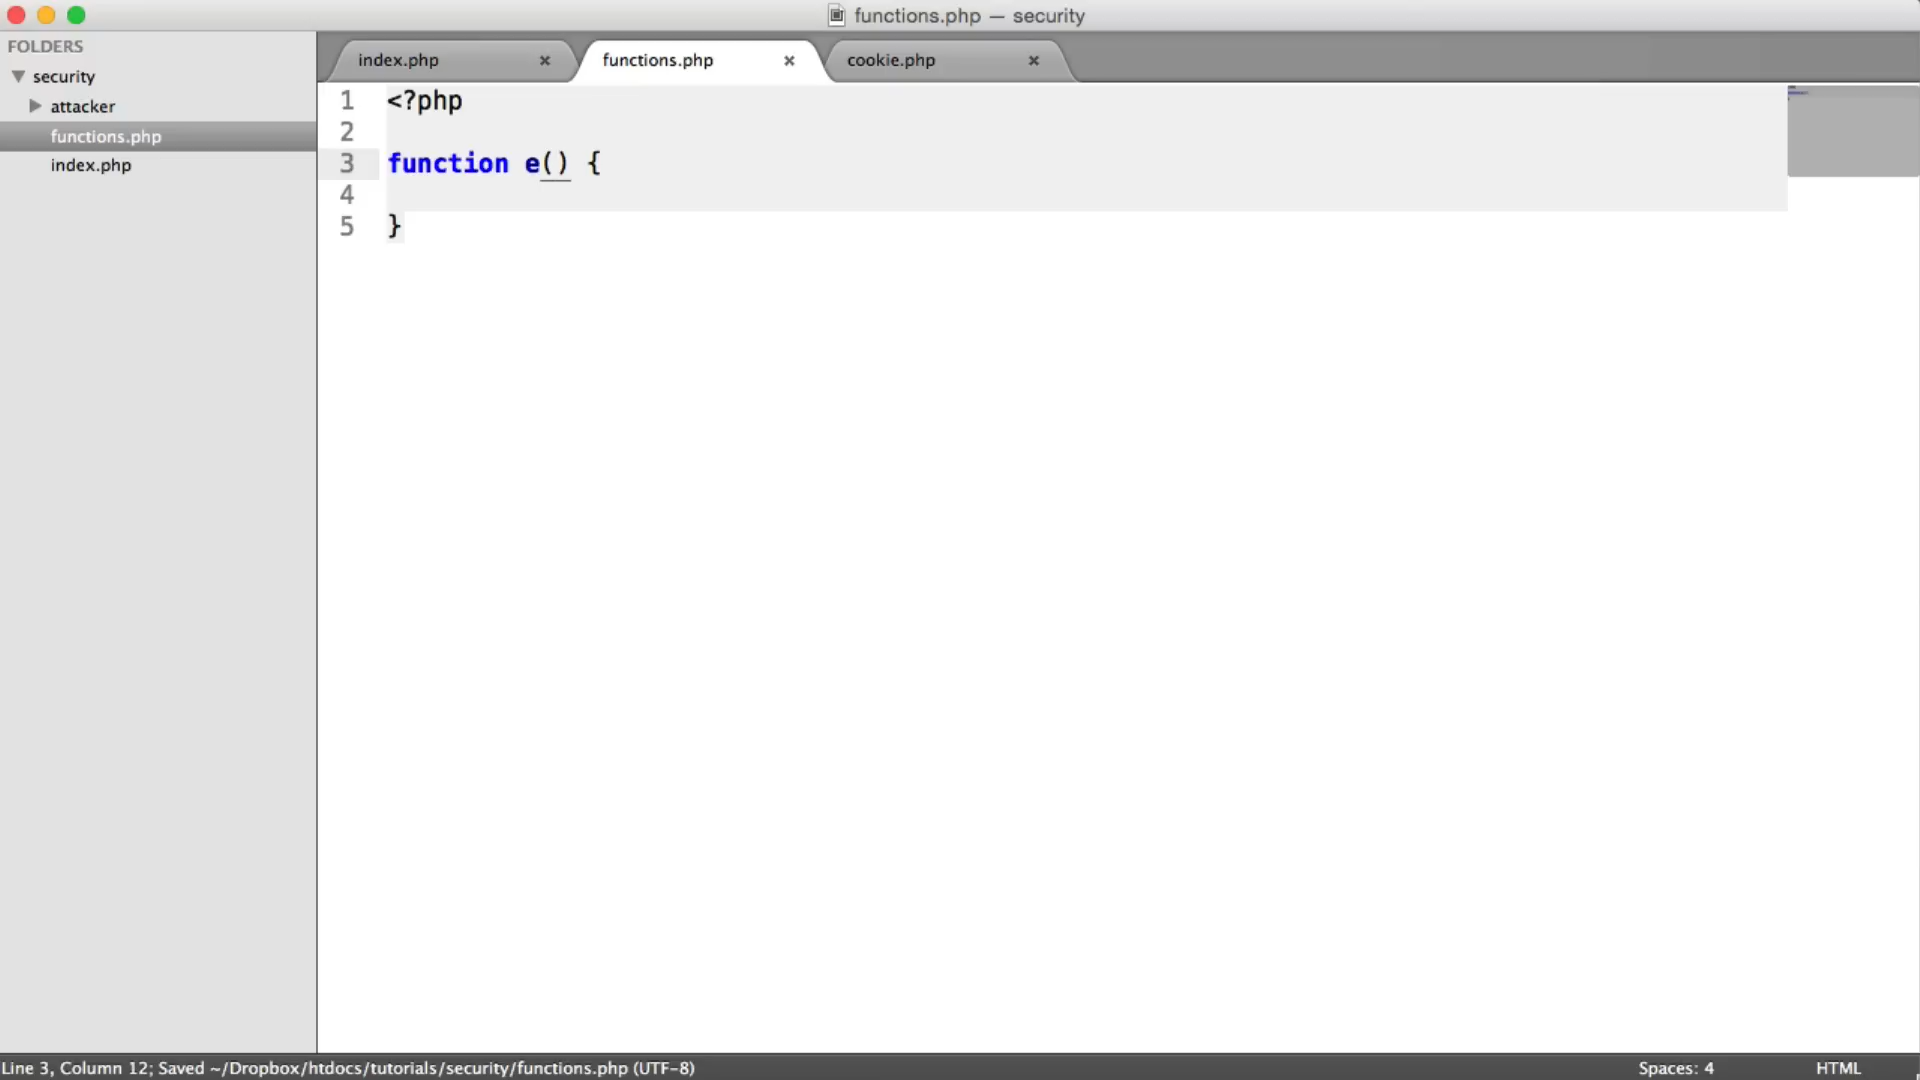 functions.php — security
FOLDERS
security
attacker
functions.php
index.php
index.php
functions.php
cookie.php
1 <?php
2
3 function e() {
4
5 }
Line 3, Column 12; Saved ~/Dropbox/htdocs/tutorials/security/functions.php (UTF-8)
Spaces: 4
HTML